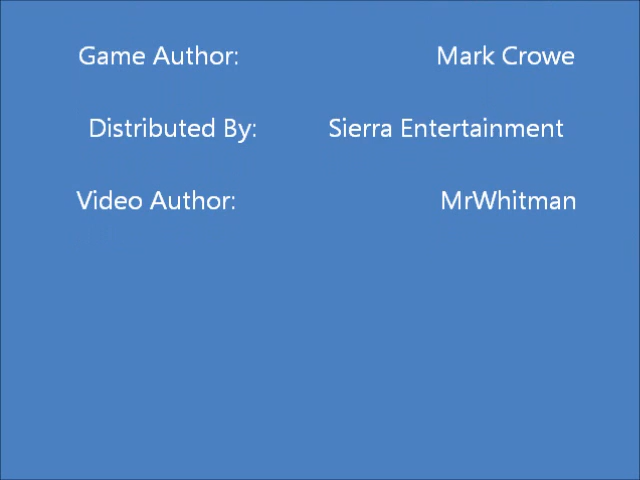 Game Author: Mark Crowe
Distributed By: Sierra Entertainment
Video Author: MrWhitman